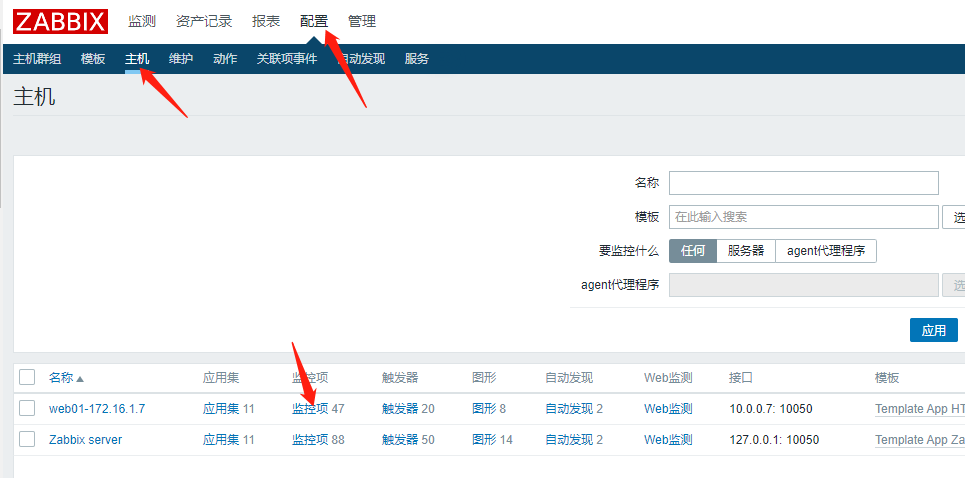 ZABBIX 监测 资产记录 报表 配置 管理
主机群组 模板 主机 维护 动作 关联项事件 自动发现 服务
主机
名称
模板 在此输入搜索 选
要监控什么 任何 服务器 agent代理程序
agent代理程序 选
应用
名称 应用集 监控项 触发器 图形 自动发现 Web监测 接口 模板
web01-172.16.1.7 应用集 11 监控项 47 触发器 20 图形 8 自动发现 2 Web监测 10.0.0.7: 10050 Template App HT
Zabbix server 应用集 11 监控项 88 触发器 50 图形 14 自动发现 2 Web监测 127.0.0.1: 10050 Template App Za